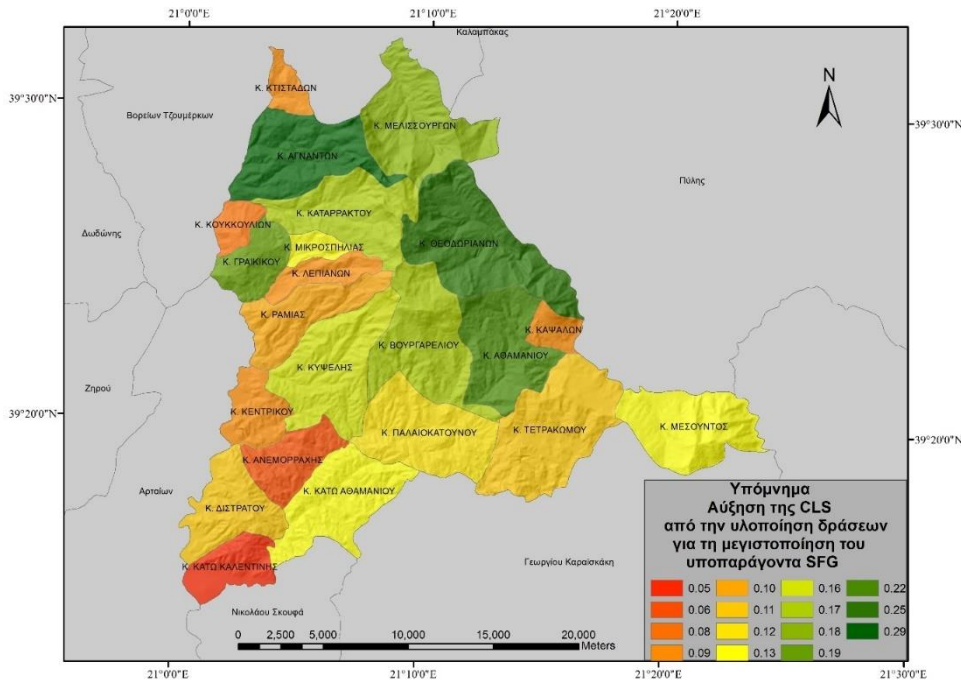 21°0'0"E
21°10'0"E
21°20'0"E
Καλαμπάκας
39°30'0"N
39°30'0"N
N
Κ. ΚΤΙΣΤΑΔΩΝ
Βορείων Τζουμέρκων
Κ. ΜΕΛΙΣΣΟΥΡΓΩΝ
Κ. ΑΓΝΑΝΤΩΝ
Πύλης
Κ. ΚΑΤΑΡΡΑΚΤΟΥ
Κ. ΚΟΥΚΚΟΥΛΙΩΝ
Δωδώνης
Κ. ΜΙΚΡΟΣΠΗΛΙΑΣ
Κ. ΘΕΟΔΩΡΙΑΝΩΝ
Κ. ΓΡΑΙΚΙΚΟΥ
Κ. ΛΕΠΙΑΝΩΝ
Κ. ΡΑΜΙΑΣ
Κ. ΚΑΨΑΛΩΝ
Κ. ΒΟΥΡΓΑΡΕΛΙΟΥ
Κ. ΑΘΑΜΑΝΙΟΥ
Κ. ΚΥΨΕΛΗΣ
Ζηρού
Κ. ΚΕΝΤΡΙΚΟΥ
39°20'0"N
39°20'0"N
Κ. ΠΑΛΑΙΟΚΑΤΟΥΝΟΥ
Κ. ΤΕΤΡΑΚΩΜΟΥ
Κ. ΜΕΣΟΥΝΤΟΣ
Κ. ΑΝΕΜΟΡΡΑΧΗΣ
Αρταίων
Κ. ΚΑΤΩ ΑΘΑΜΑΝΙΟΥ
Κ. ΔΙΣΤΡΑΤΟΥ
Κ. ΚΑΤΩ ΚΑΛΕΝΤΙΝΗΣ
Γεωργίου Καραϊσκάκη
Νικολάου Σκουφά
Υπόμνημα
Αύξηση της CLS
από την υλοποίηση δράσεων
για τη μεγιστοποίηση του
υποπαράγοντα SFG
0.05 0.10 0.16 0.22
0.06 0.11 0.17 0.25
0.08 0.12 0.18 0.29
0.09 0.13 0.19
0 2,500 5,000 10,000 15,000 20,000
Meters
21°0'0"E
21°10'0"E
21°20'0"E
21°30'0"E